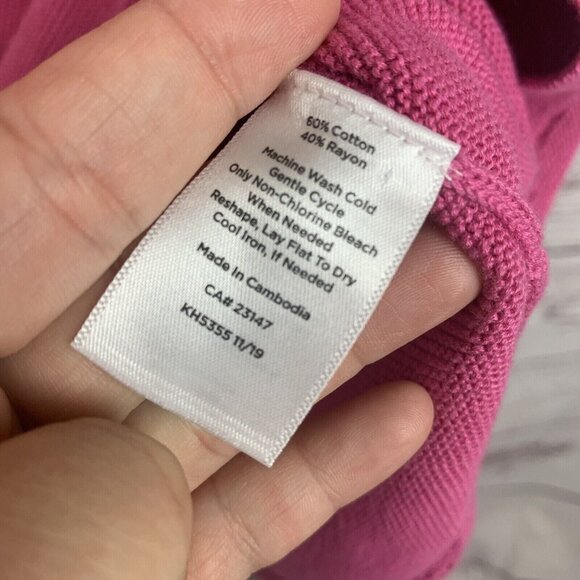 60% Cotton
40% Rayon
Machine Wash Cold
Gentle Cycle
Only Non-Chlorine Bleach
When Needed
Reshape, Lay Flat To Dry
Cool Iron, If Needed
Made In Cambodia
CA# 23147
KH5355 11/19